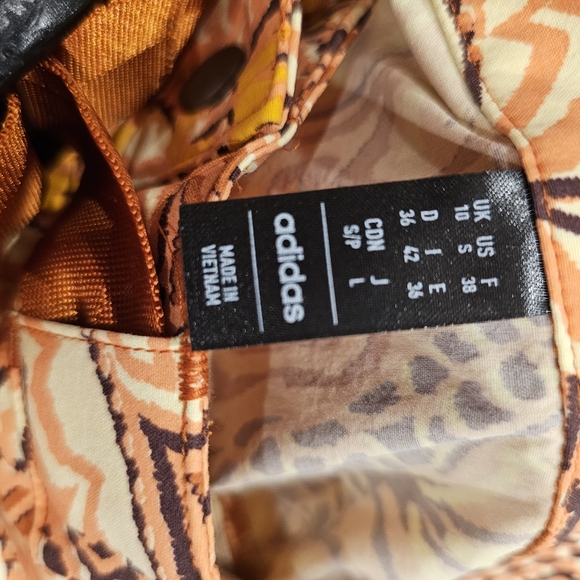 UK US F
10 S 38
D I E
36 42 36
CDN J
S/P L
adidas
MADE IN
VIETNAM